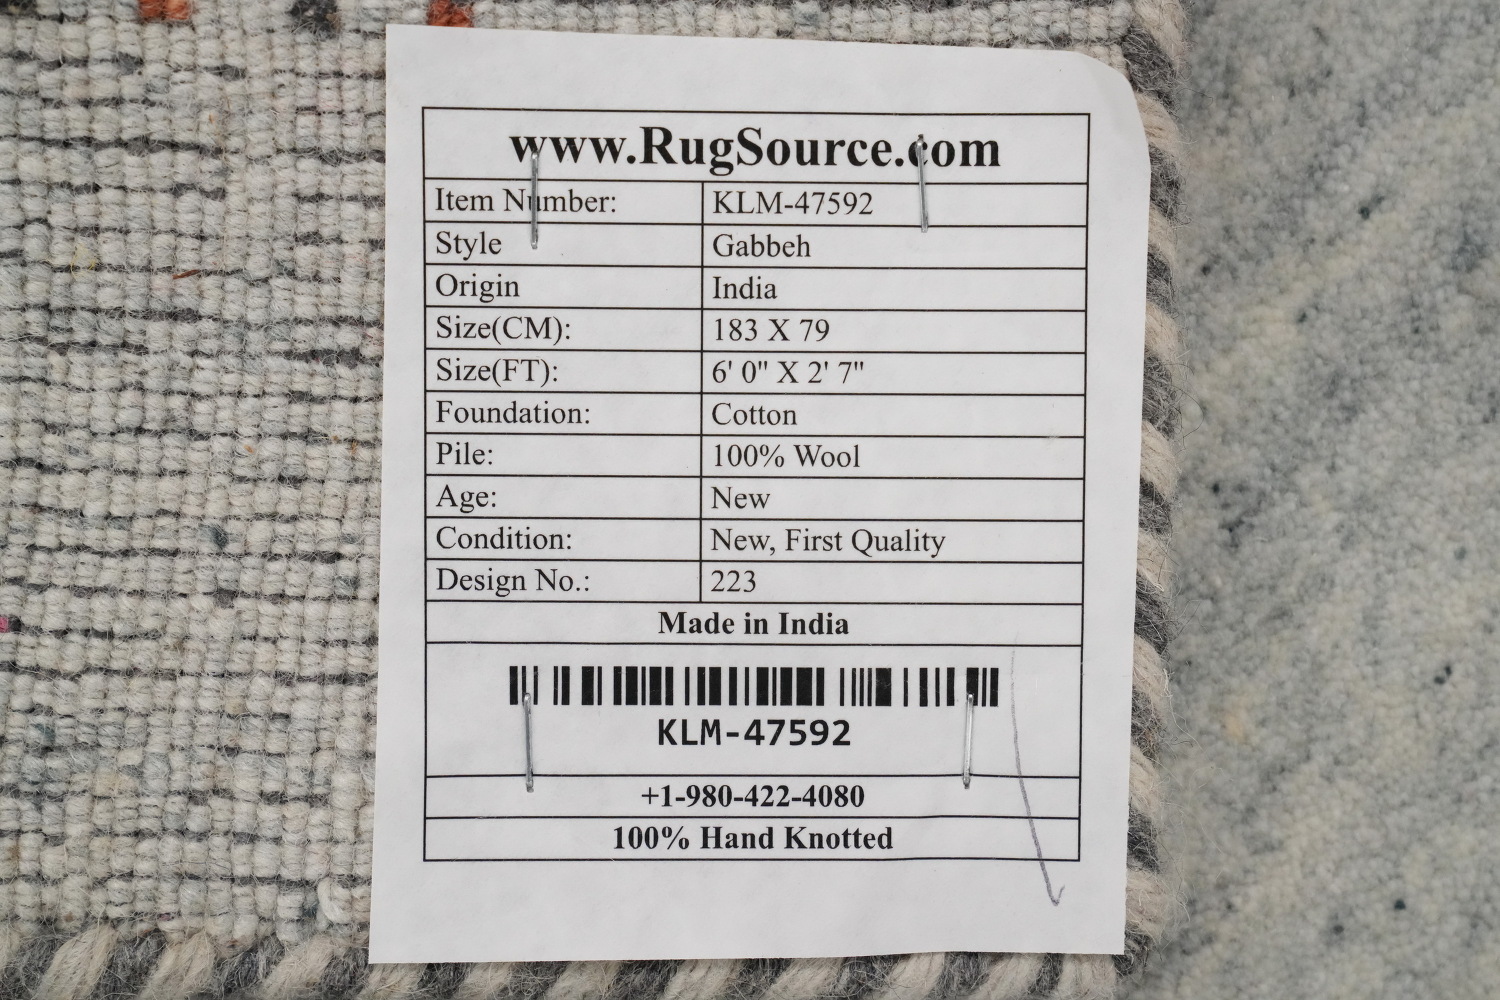 www.RugSource.com
Item Number: KLM-47592
Style Gabbeh
Origin India
Size(CM): 183 X 79
Size(FT): 6' 0" X 2' 7"
Foundation: Cotton
Pile: 100% Wool
Age: New
Condition: New, First Quality
Design No.: 223
Made in India
KLM-47592
+1-980-422-4080
100% Hand Knotted